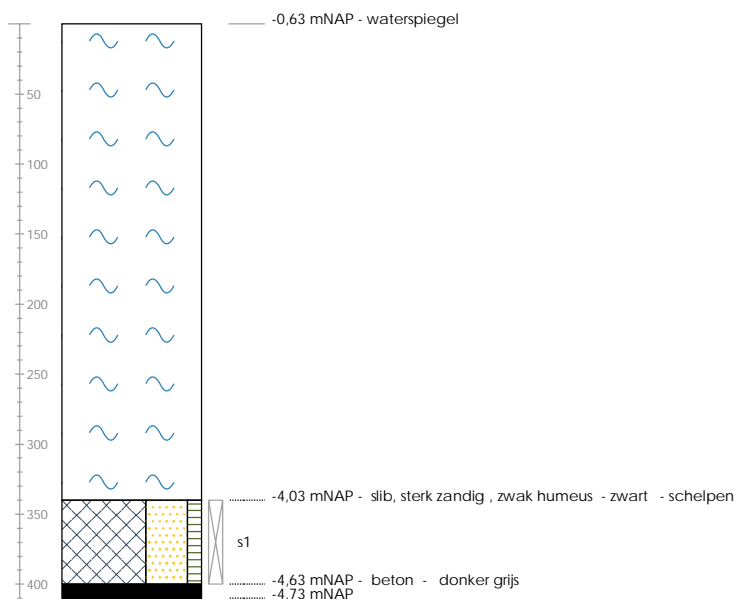 -0,63 mNAP - waterspiegel
50
100
150
200
250
300
-4,03 mNAP - slib, sterk zandig , zwak humeus - zwart - schelpen
350
s1
-4,63 mNAP - beton - donker grijs
400
-4,73 mNAP